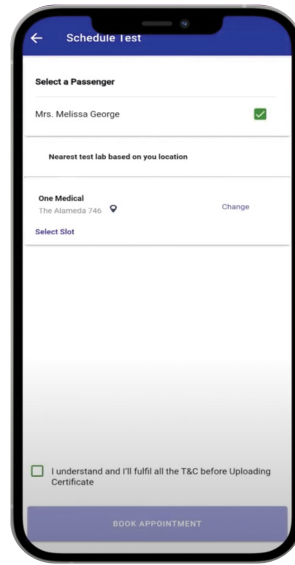 Schedule Test
Select a Passenger
Mrs. Melissa George
Nearest test lab based on you location
One Medical
The Alameda 746
Change
Select Slot
I understand and I'll fulfil all the T&C before Uploading
Certificate
BOOK APPOINTMENT